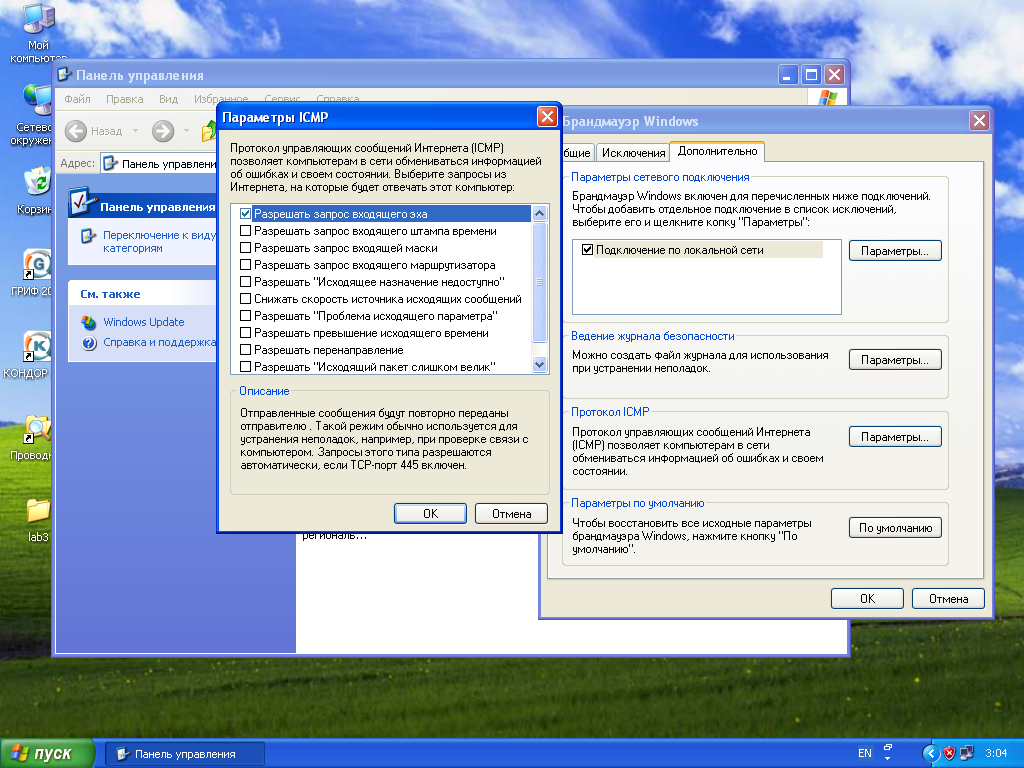 Мой
компьютер
Сетевое
окружен
Корзин
ГРИФ 20
КОНДОР
Проводн
lab3
Панель управления
Файл Правка Вид Избранное Сервис Справка
Назад
Адрес: Панель управлени
Панель управления
Переключение к виду
категориям
См. также
Windows Update
Справка и поддержка
региональ...
Параметры ICMP
Протокол управляющих сообщений Интернета (ICMP)
позволяет компьютерам в сети обмениваться информацией
об ошибках и своем состоянии. Выберите запросы из
Интернета, на которые будет отвечать этот компьютер:
Разрешать запрос входящего эха
Разрешать запрос входящего штампа времени
Разрешать запрос входящей маски
Разрешать запрос входящего маршрутизатора
Разрешать "Исходящее назначение недоступно"
Снижать скорость источника исходящих сообщений
Разрешать "Проблема исходящего параметра"
Разрешать превышение исходящего времени
Разрешать перенаправление
Разрешать "Исходящий пакет слишком велик"
Описание
Отправленные сообщения будут повторно переданы
отправителю . Такой режим обычно используется для
устранения неполадок, например, при проверке связи с
компьютером. Запросы этого типа разрешаются
автоматически, если TCP-порт 445 включен.
ОК Отмена
Брандмауэр Windows
бщие Исключения Дополнительно
Параметры сетевого подключения
Брандмауэр Windows включен для перечисленных ниже подключений.
Чтобы добавить отдельное подключение в список исключений,
выберите его и щелкните копку "Параметры":
Подключение по локальной сети
Параметры...
Ведение журнала безопасности
Можно создать файл журнала для использования
при устранении неполадок.
Параметры...
Протокол ICMP
Протокол управляющих сообщений Интернета
(ICMP) позволяет компьютерам в сети
обмениваться информацией об ошибках и своем
состоянии.
Параметры...
Параметры по умолчанию
Чтобы восстановить все исходные параметры
брандмауэра Windows, нажмите кнопку "По
умолчанию".
По умолчанию
ОК Отмена
пуск
Панель управления
EN
3:04